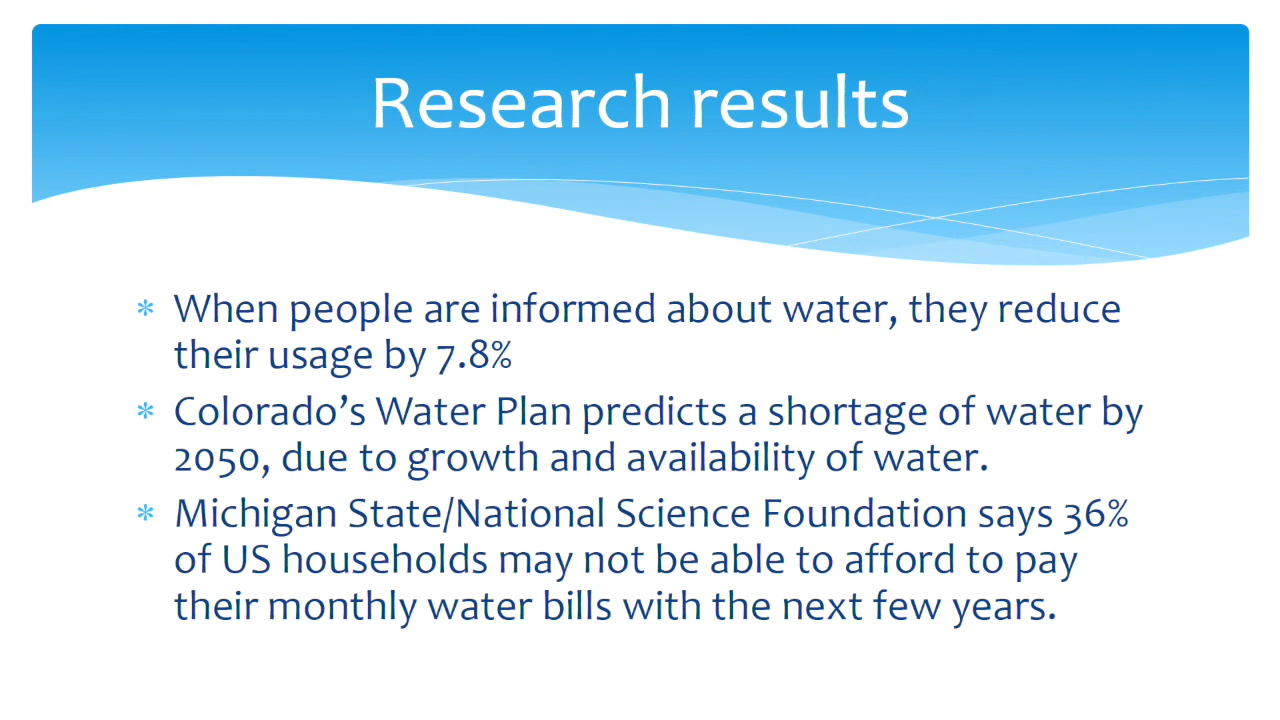 Research results
* When people are informed about water, they reduce
their usage by 7.8%
* Colorado’s Water Plan predicts a shortage of water by
2050, due to growth and availability of water.
* Michigan State/National Science Foundation says 36%
of US households may not be able to afford to pay
their monthly water bills with the next few years.